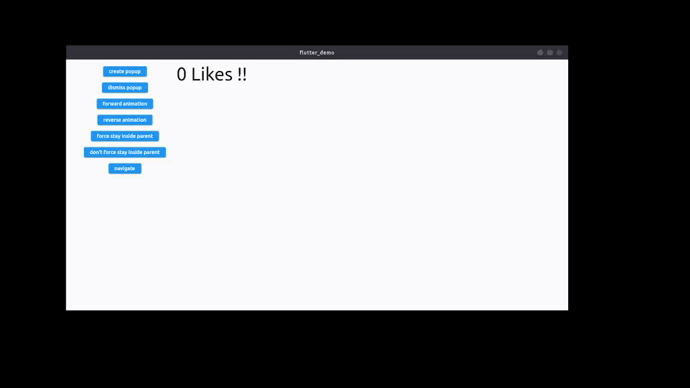 flutter_demo
create popup
0 Likes !!
dismiss popup
forward animation
reverse animation
force stay inside parent
don't force stay inside parent
navigate